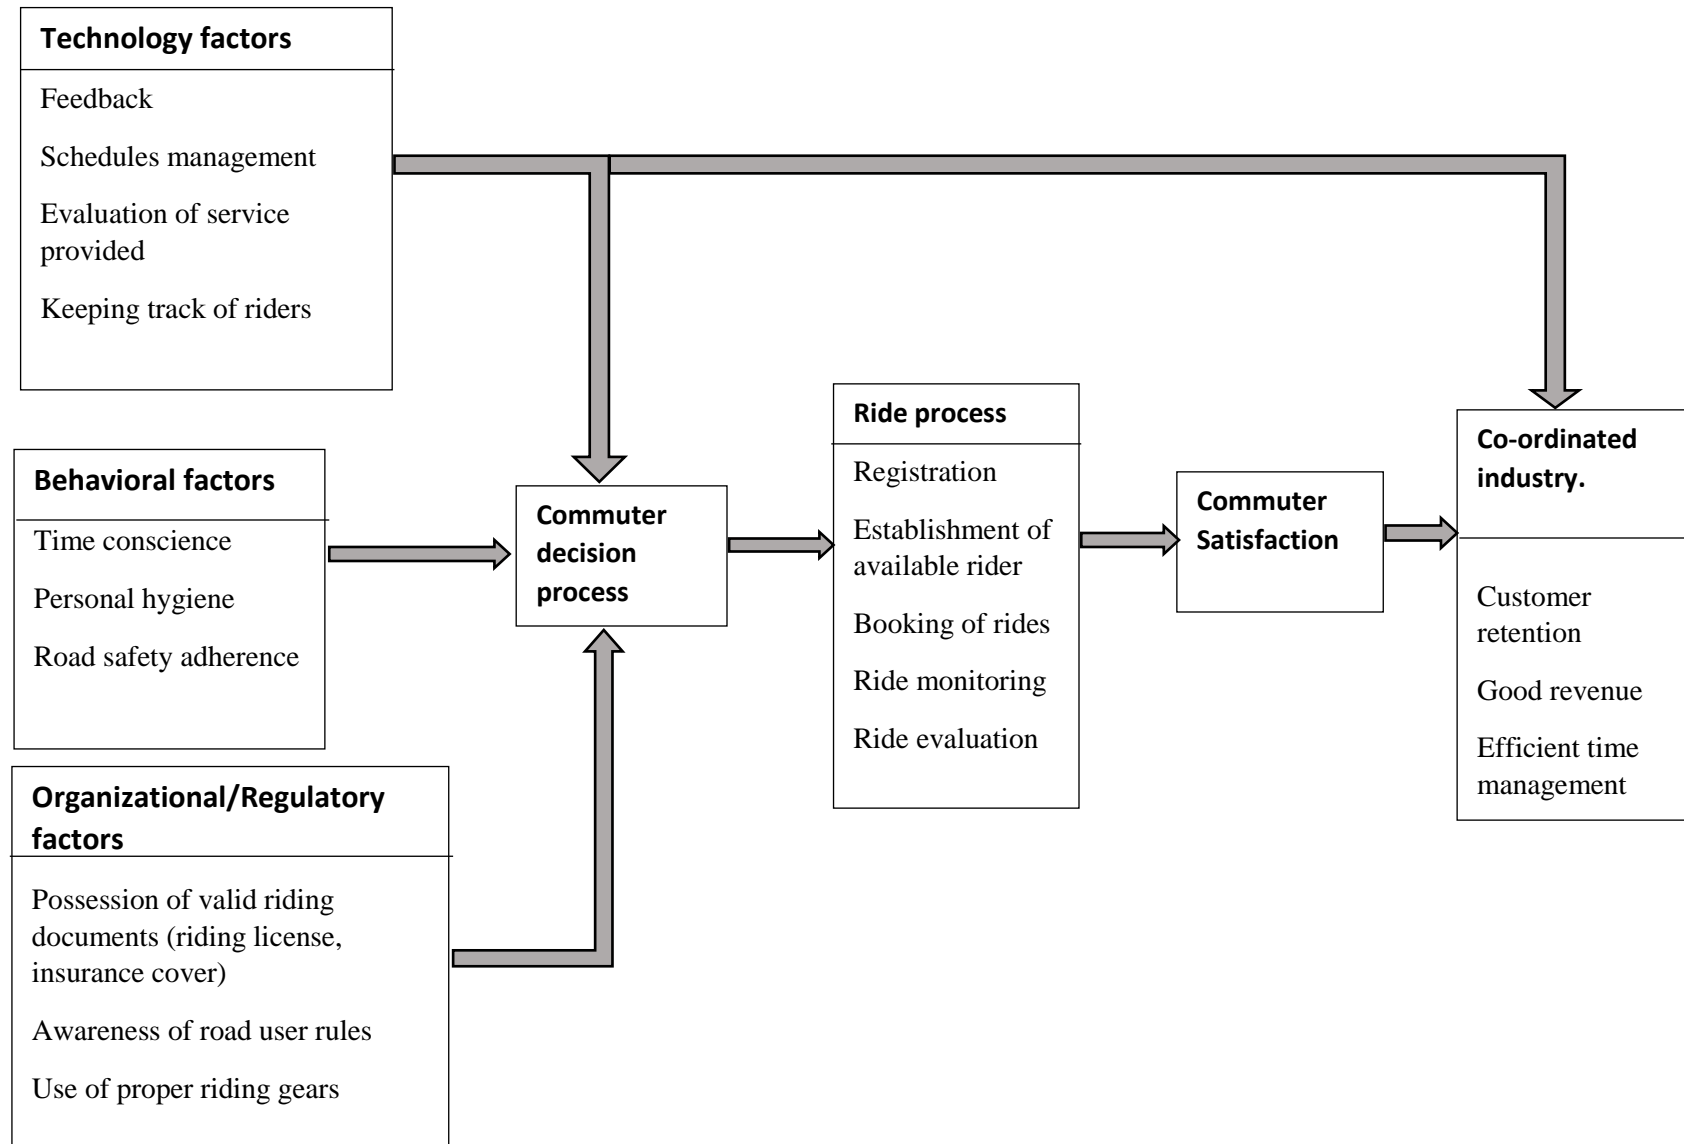 Technology factors
Feedback
Schedules management
Evaluation of service
provided
Keeping track of riders
Behavioral factors
Time conscience
Personal hygiene
Road safety adherence
Organizational/Regulatory
factors
Possession of valid riding
documents (riding license,
insurance cover)
Awareness of road user rules
Use of proper riding gears
Commuter
decision
process
Ride process
Registration
Establishment of
available rider
Booking of rides
Ride monitoring
Ride evaluation
Commuter
Satisfaction
Co-ordinated
industry.
Customer
retention
Good revenue
Efficient time
management